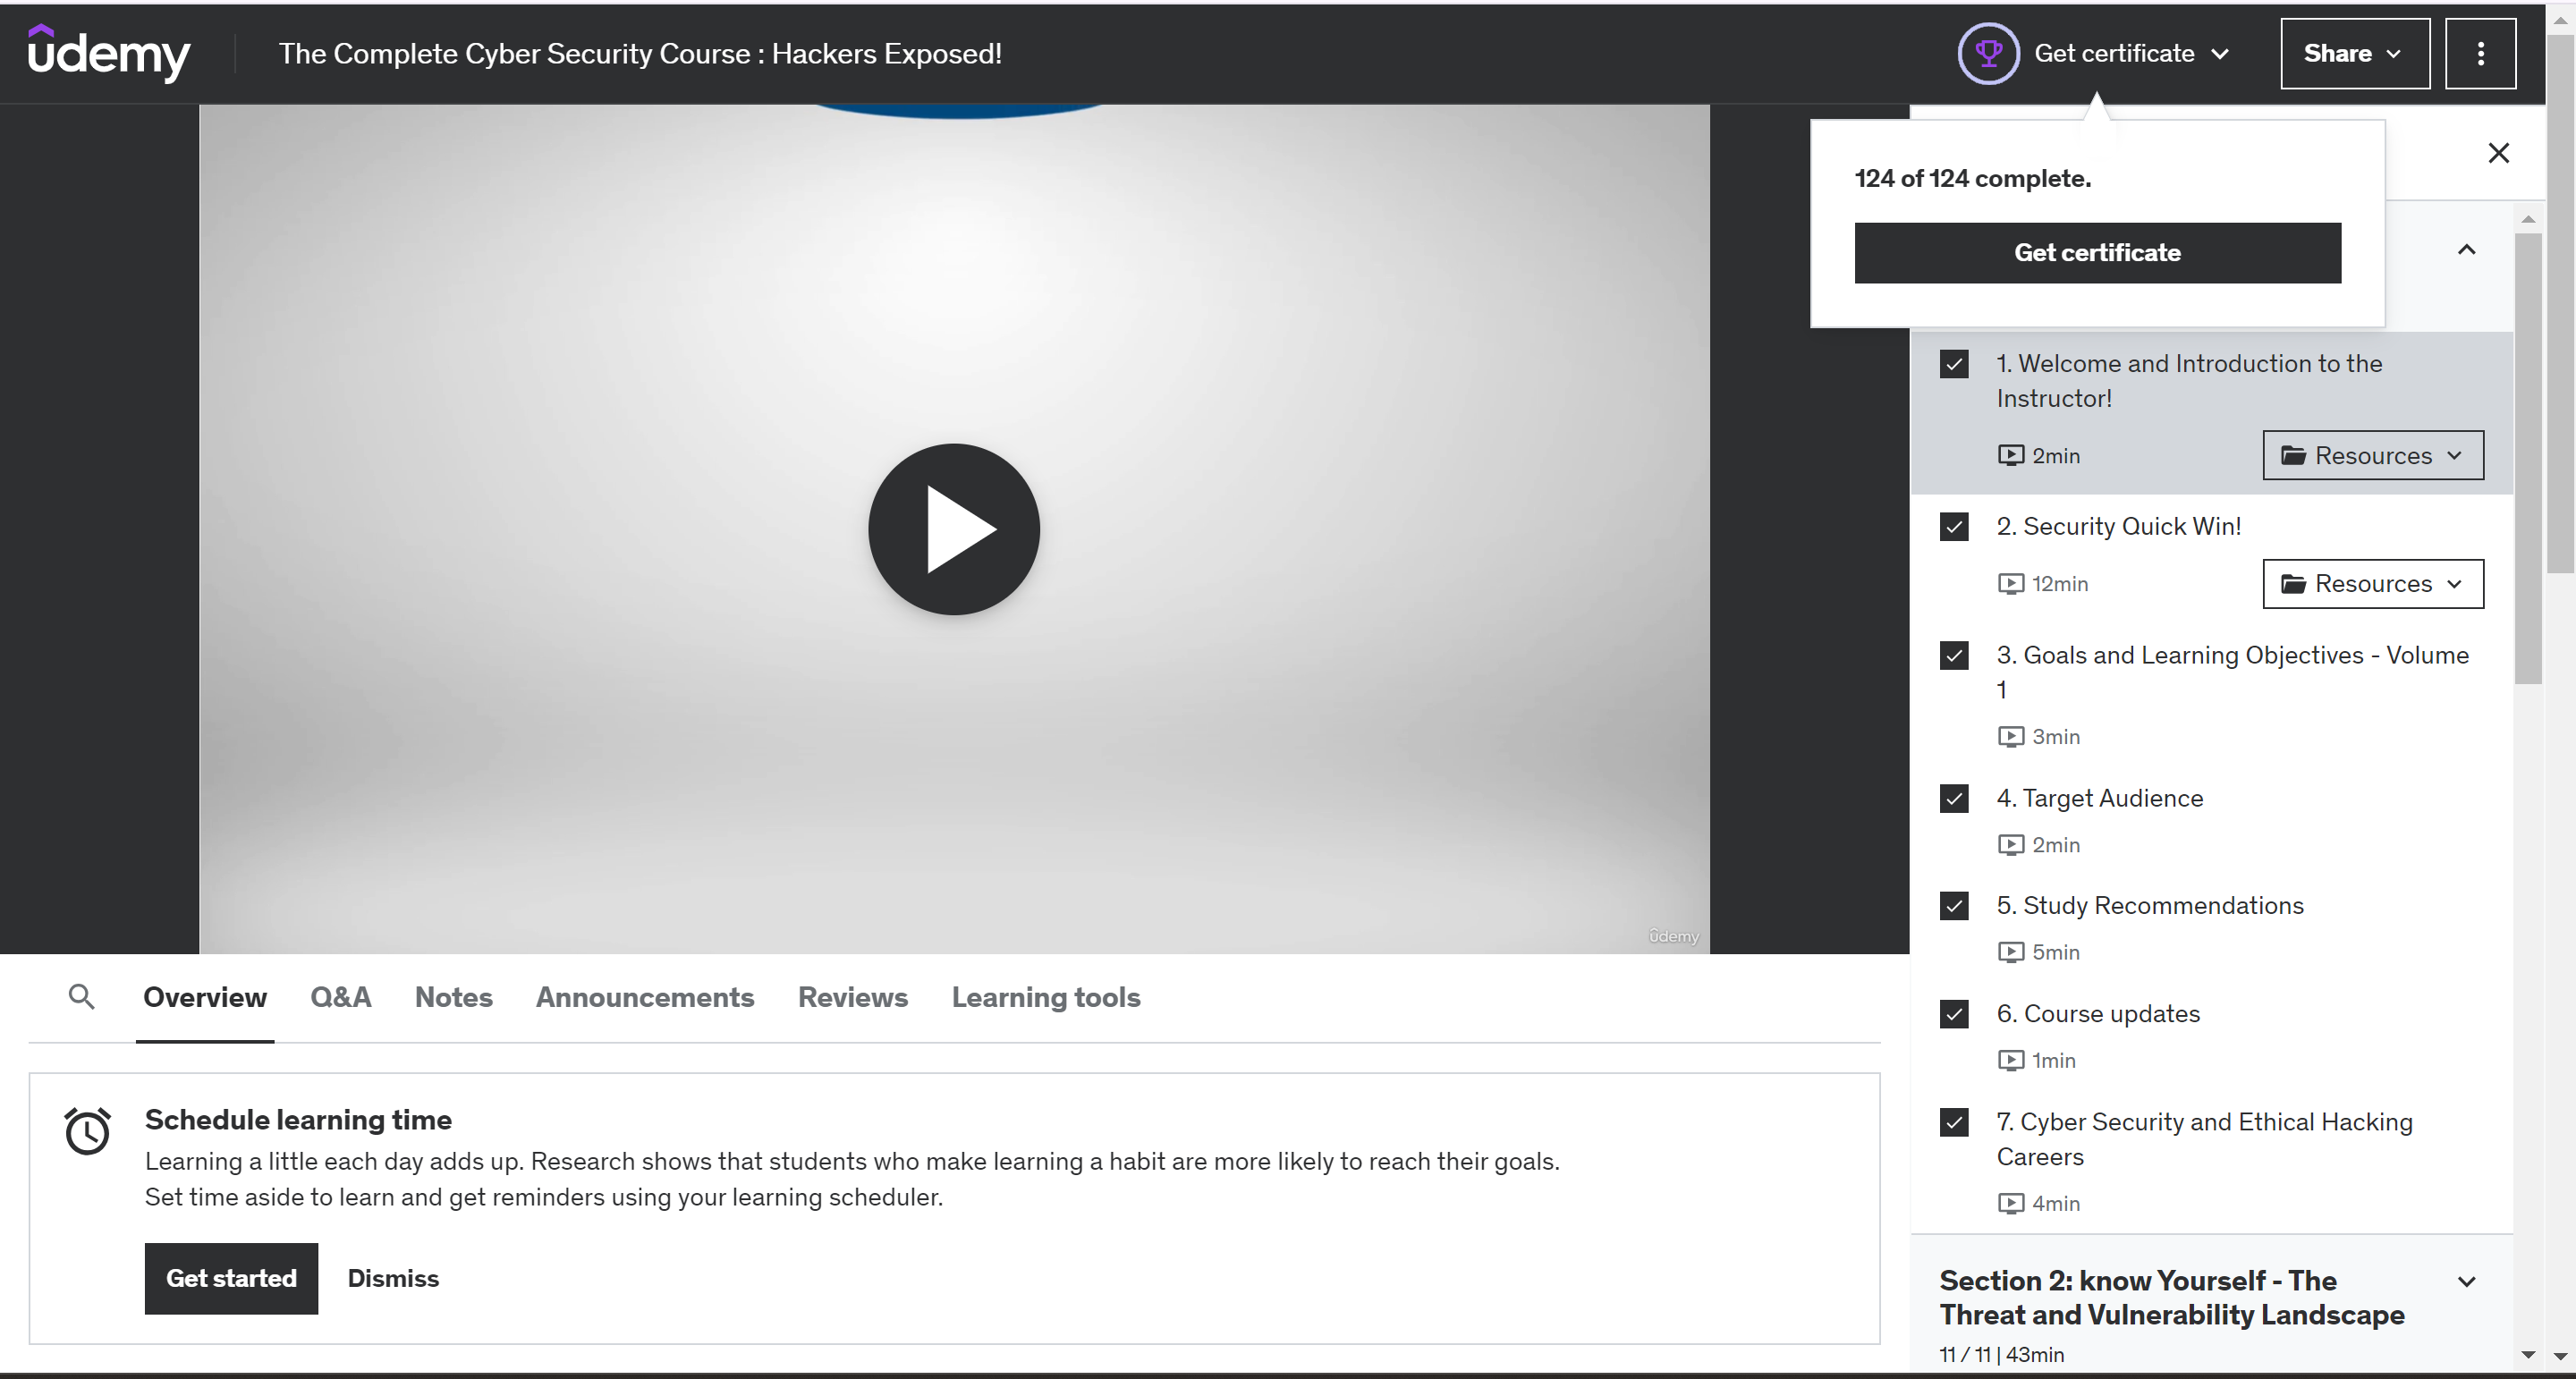 udemy
The Complete Cyber Security Course : Hackers Exposed!
Get certificate
Share
124 of 124 complete.
Get certificate
1. Welcome and Introduction to the
Instructor!
2min
Resources
2. Security Quick Win!
12min
Resources
3. Goals and Learning Objectives - Volume
1
3min
4. Target Audience
2min
5. Study Recommendations
5min
6. Course updates
1min
7. Cyber Security and Ethical Hacking
Careers
4min
Section 2: know Yourself - The
Threat and Vulnerability Landscape
11 / 11 | 43min
udemy
Overview
Q&A
Notes
Announcements
Reviews
Learning tools
Schedule learning time
Learning a little each day adds up. Research shows that students who make learning a habit are more likely to reach their goals.
Set time aside to learn and get reminders using your learning scheduler.
Get started
Dismiss